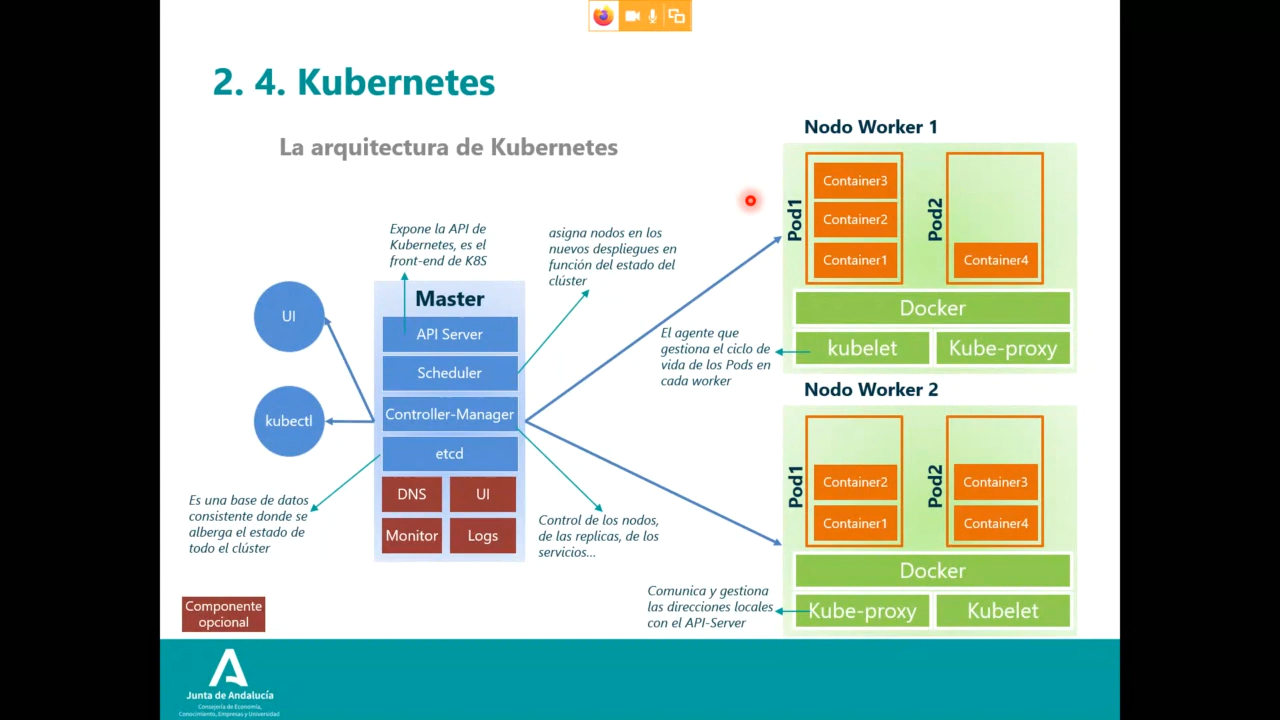 2. 4. Kubernetes
La arquitectura de Kubernetes
Expone la API de
Kubernetes, es el
front-end de K8S
asigna nodos en los
nuevos despliegues en
función del estado del
clúster
UI
kubectl
Master
API Server
Scheduler
Controller-Manager
etcd
DNS
UI
Monitor
Logs
Es una base de datos
consistente donde se
alberga el estado de
todo el clúster
Control de los nodos,
de las replicas, de los
servicios...
Componente
opcional
Nodo Worker 1
Pod1
Container3
Container2
Container1
Pod2
Container4
Docker
kubelet
Kube-proxy
El agente que
gestiona el ciclo de
vida de los Pods en
cada worker
Nodo Worker 2
Pod1
Container2
Container1
Pod2
Container3
Container4
Docker
Kube-proxy
Kubelet
Comunica y gestiona
las direcciones locales
con el API-Server
Junta de Andalucía
Consejería de Economía,
Conocimiento, Empresas y Universidad